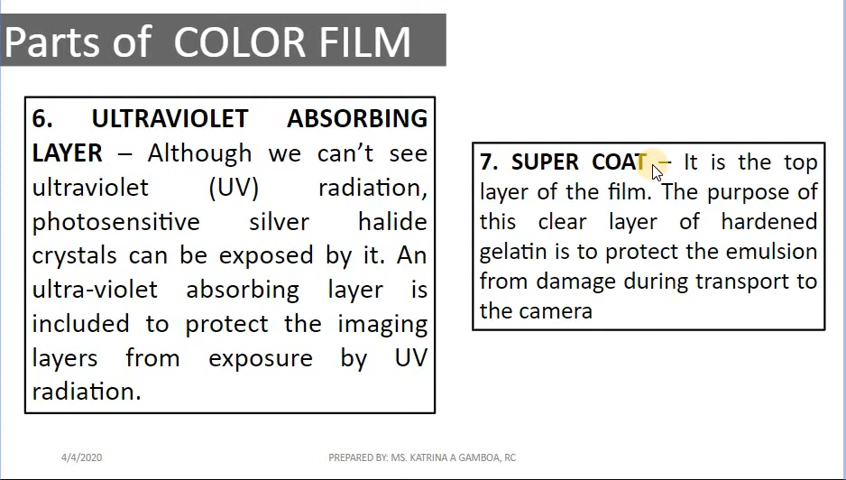 Parts of COLOR FILM
6. ULTRAVIOLET ABSORBING
LAYER – Although we can't see
ultraviolet (UV) radiation,
photosensitive silver halide
crystals can be exposed by it. An
ultra-violet absorbing layer is
included to protect the imaging
layers from exposure by UV
radiation.
7. SUPER COAT – It is the top
layer of the film. The purpose of
this clear layer of hardened
gelatin is to protect the emulsion
from damage during transport to
the camera
4/4/2020
PREPARED BY: MS. KATRINA A GAMBOA, RC